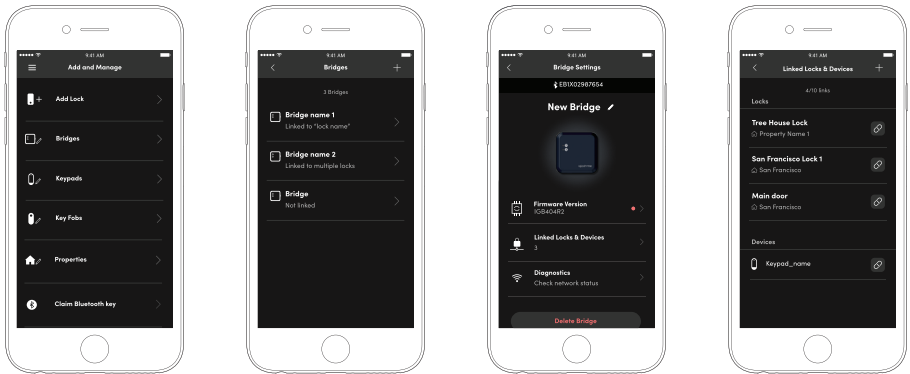 9:41 AM
Add and Manage
Add Lock
Bridges
Keypads
Key Fobs
Properties
Claim Bluetooth key
9:41 AM
Bridges
3 Bridges
Bridge name 1
Linked to "lock name"
Bridge name 2
Linked to multiple locks
Bridge
Not linked
9:41 AM
Bridge Settings
EB1X02987654
New Bridge
Firmware Version
IGB404R2
Linked Locks & Devices
3
Diagnostics
Check network status
Delete Bridge
9:41 AM
Linked Locks & Devices
4/10 links
Locks
Tree House Lock
Property Name 1
San Francisco Lock 1
San Francisco
Main door
San Francisco
Devices
Keypad_name